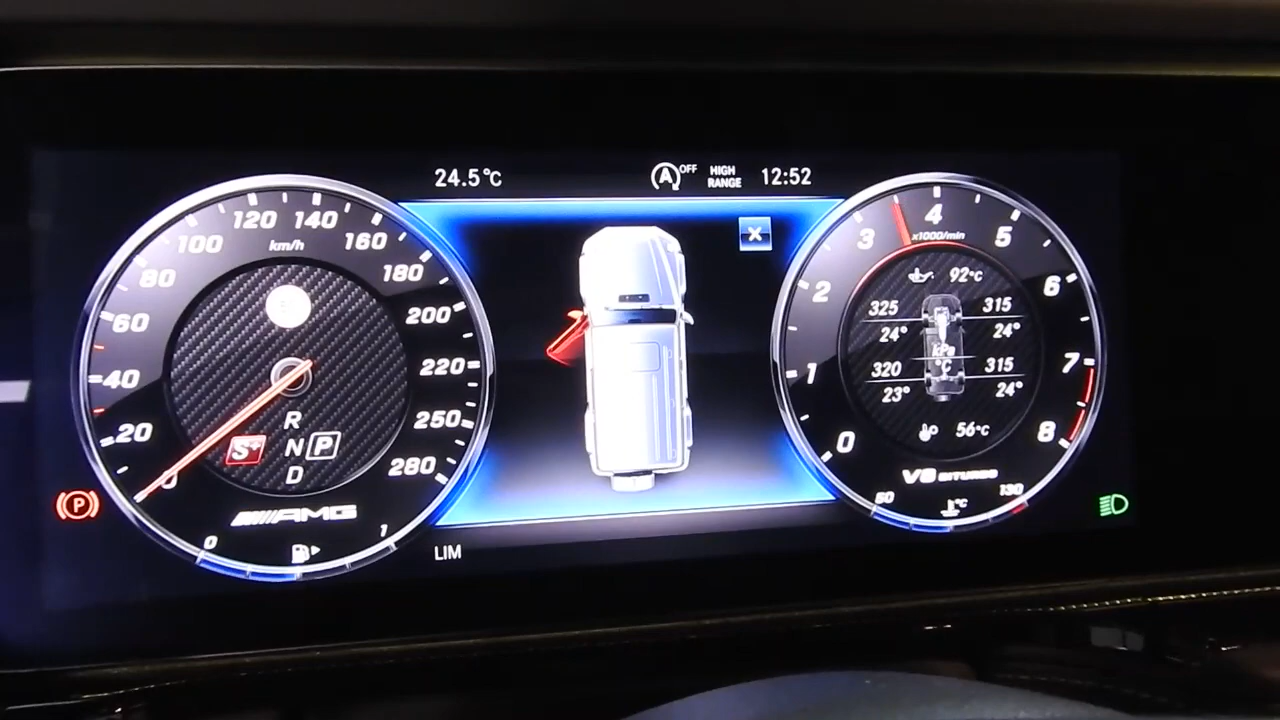 24.5°C
OFF
A
HIGH
RANGE
12:52
0
20
40
60
80
100
120
140
160
180
200
220
250
280
km/h
R
N P
D
S+
AMG
0
1
(P)
LIM
0
1
2
3
4
5
6
7
8
x1000/min
92°C
325
315
24°
24°
kPa
°C
320
315
23°
24°
56°C
V8 BITURBO
50
°C
130